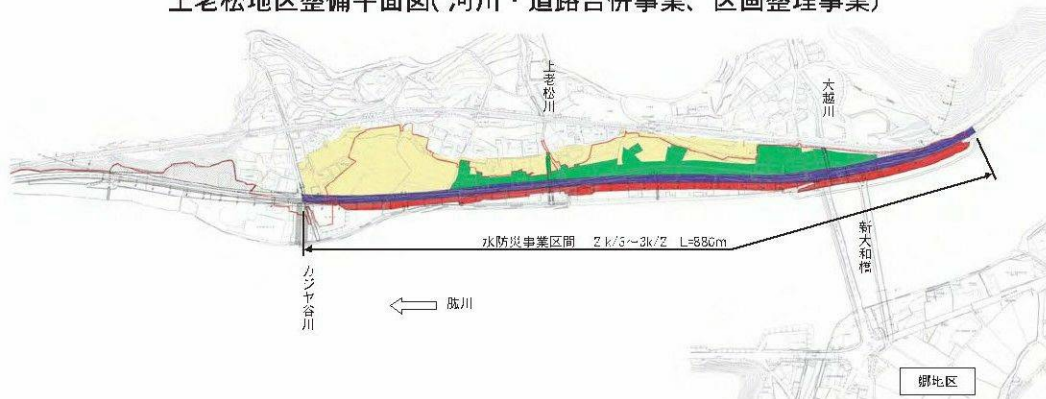 上老松地区整備平面図(河川・道路合併事業、区画整理事業)
上老松川
大越川
水防災事業区間 2k/3~3k/2 L=880m
新大和橋
カジヤ谷川
肱川
郷地区